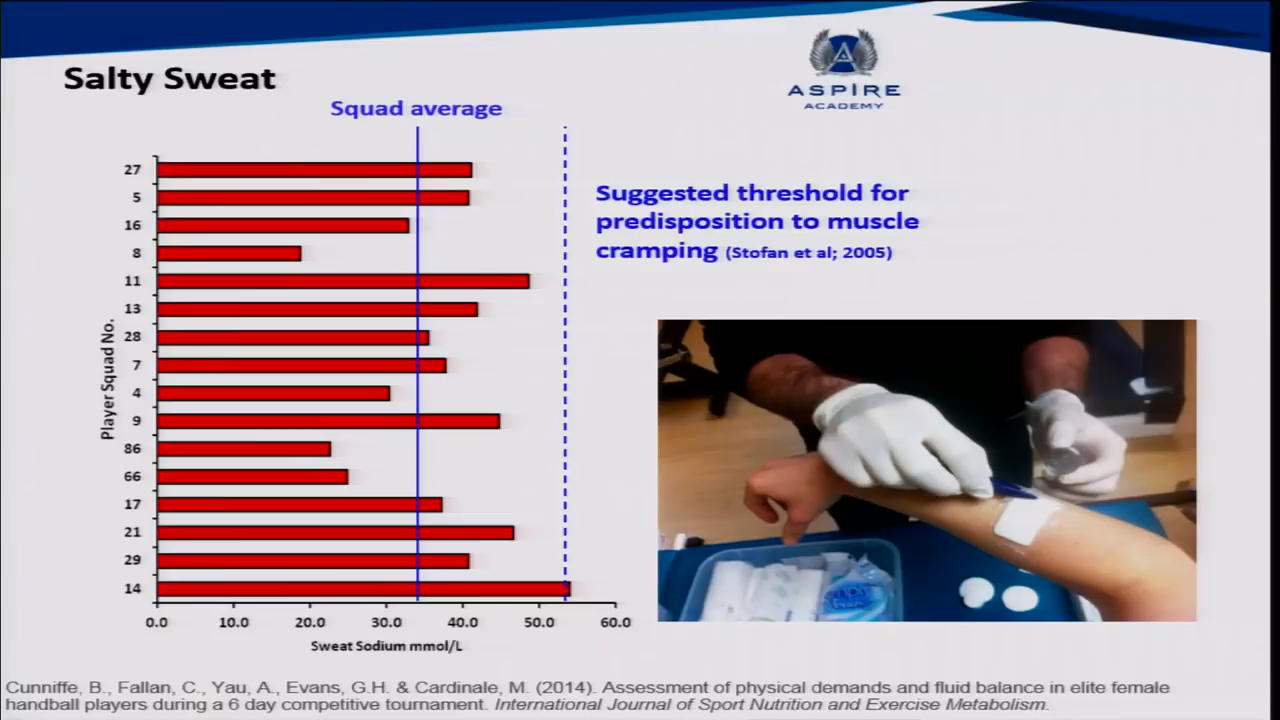 Salty Sweat
ASPIRE
ACADEMY
Squad average
Suggested threshold for
predisposition to muscle
cramping (Stofan et al; 2005)
Player Squad No.
27
5
16
8
11
13
28
7
4
9
86
66
17
21
29
14
0.0 10.0 20.0 30.0 40.0 50.0 60.0
Sweat Sodium mmol/L
Cunniffe, B., Fallan, C., Yau, A., Evans, G.H. & Cardinale, M. (2014). Assessment of physical demands and fluid balance in elite female
handball players during a 6 day competitive tournament. International Journal of Sport Nutrition and Exercise Metabolism.